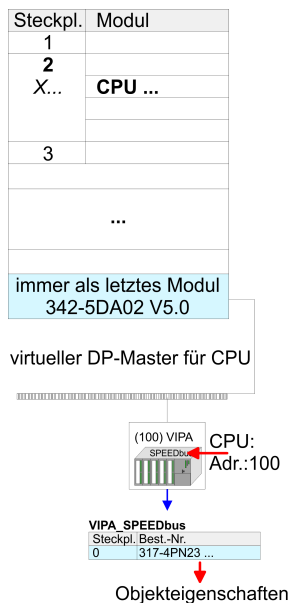 Steckpl. Modul
1
2
X... CPU ...
3
...
immer als letztes Modul
342-5DA02 V5.0
virtueller DP-Master für CPU
(100) VIPA
SPEEDbus
CPU:
Adr.:100
VIPA_SPEEDbus
Steckpl. Best.-Nr.
0 317-4PN23 ...
Objekteigenschaften